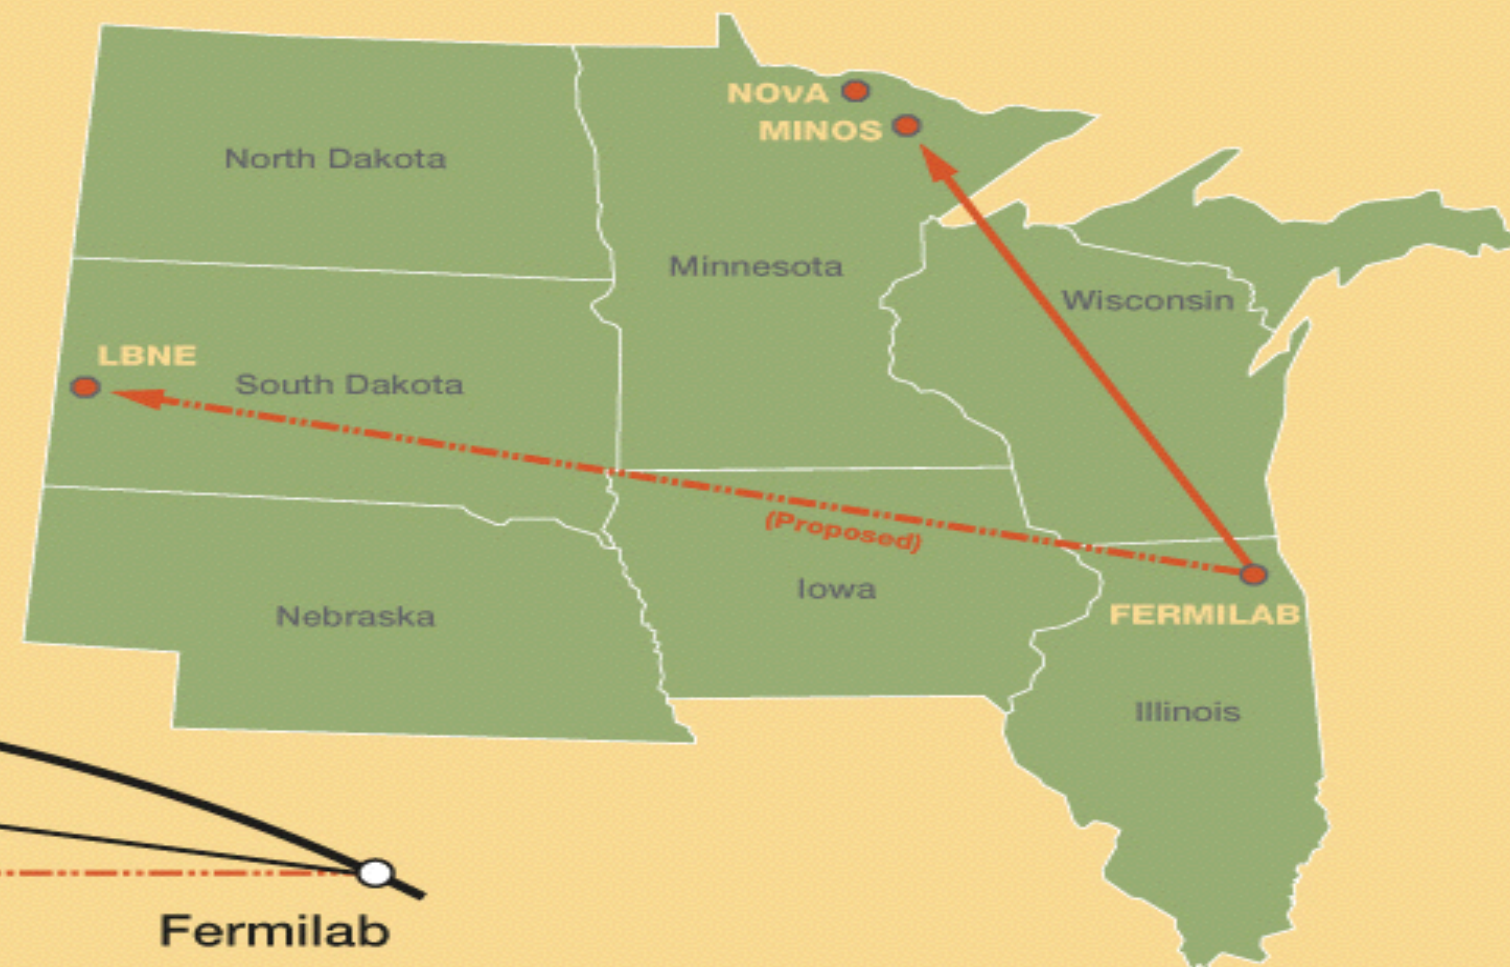 NOvA
MINOS
North Dakota
Minnesota
Wisconsin
LBNE
South Dakota
(Proposed)
Iowa
Nebraska
FERMILAB
Illinois
Fermilab